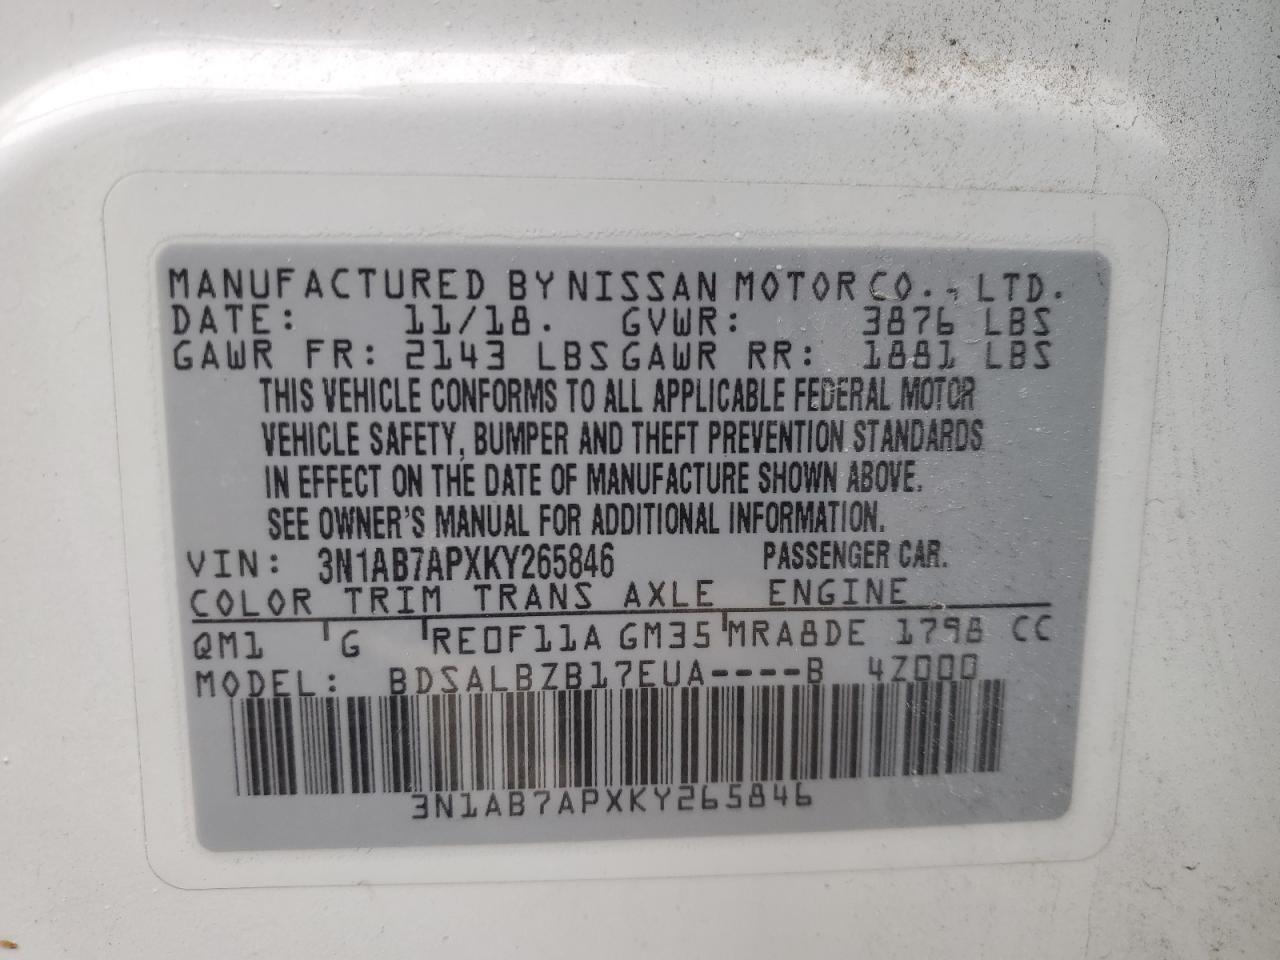 MANUFACTURED BY NISSAN MOTOR CO., LTD.
DATE: 11/18. GVWR: 3876 LBS
GAWR FR: 2143 LBS GAWR RR: 1881 LBS
THIS VEHICLE CONFORMS TO ALL APPLICABLE FEDERAL MOTOR
VEHICLE SAFETY, BUMPER AND THEFT PREVENTION STANDARDS
IN EFFECT ON THE DATE OF MANUFACTURE SHOWN ABOVE.
SEE OWNER'S MANUAL FOR ADDITIONAL INFORMATION.
VIN: 3N1AB7APXKY265846 PASSENGER CAR.
COLOR TRIM TRANS AXLE ENGINE
QM1 G RE0F11A GM35 MRA8DE 1798 CC
MODEL: BDSALBZB17EUA----B 4Z000
3N1AB7APXKY265846